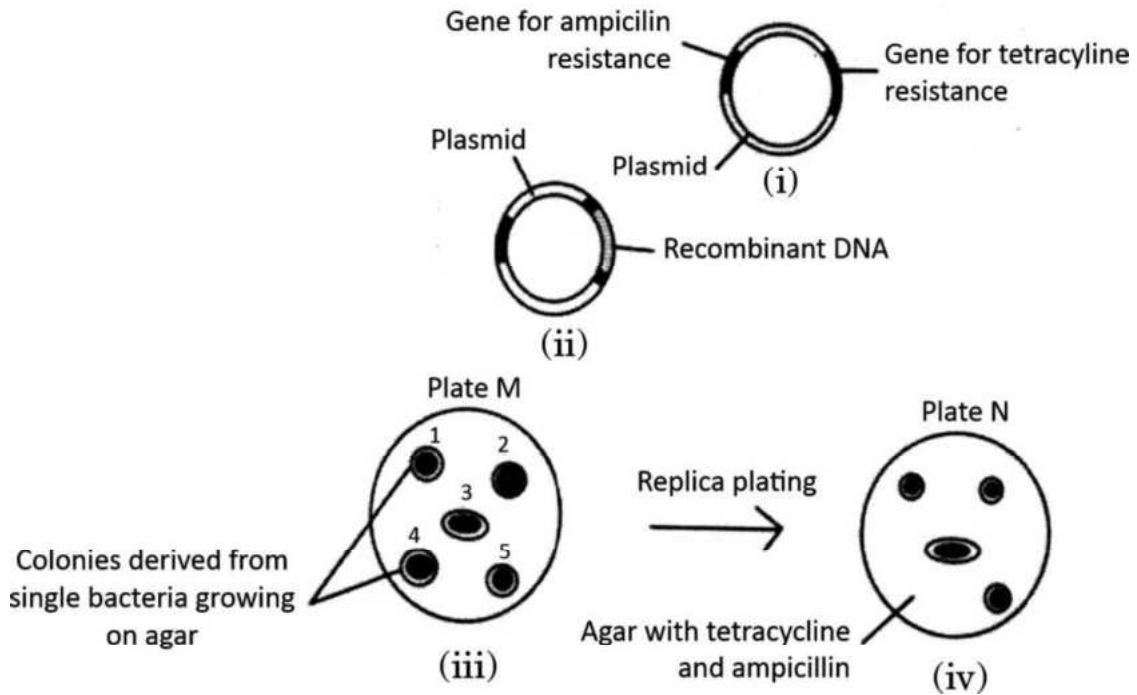 Gene for ampicilin
resistance
Gene for tetracyline
resistance
Plasmid
(i)
Plasmid
Recombinant DNA
(ii)
Plate M
1
2
3
4
5
Colonies derived from
single bacteria growing
on agar
(iii)
Replica plating
Plate N
Agar with tetracycline
and ampicillin
(iv)